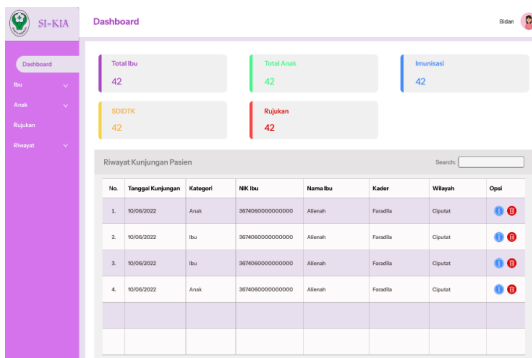 SI-KIA
Dashboard
Bidan
Dashboard
Ibu
Anak
Rujukan
Riwayat
Total Ibu
42
Total Anak
42
Imunisasi
42
SDIDTK
42
Rujukan
42
Riwayat Kunjungan Pasien
Search:
No. Tanggal Kunjungan Kategori NIK Ibu Nama Ibu Kader Wilayah Opsi
1. 10/06/2022 Anak 3674060000000000 Alienah Faradila Ciputat
2. 10/06/2022 Ibu 3674060000000000 Alienah Faradila Ciputat
3. 10/06/2022 Ibu 3674060000000000 Alienah Faradila Ciputat
4. 10/06/2022 Anak 3674060000000000 Alienah Faradila Ciputat